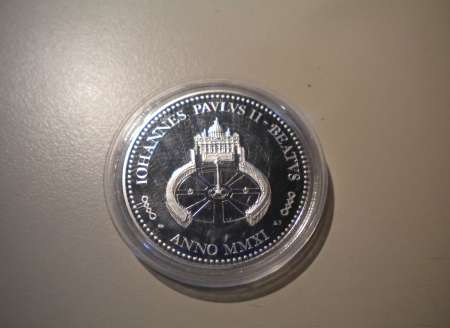 IOHANNES PAVLVS II - BEATVS
ANNO MMXI